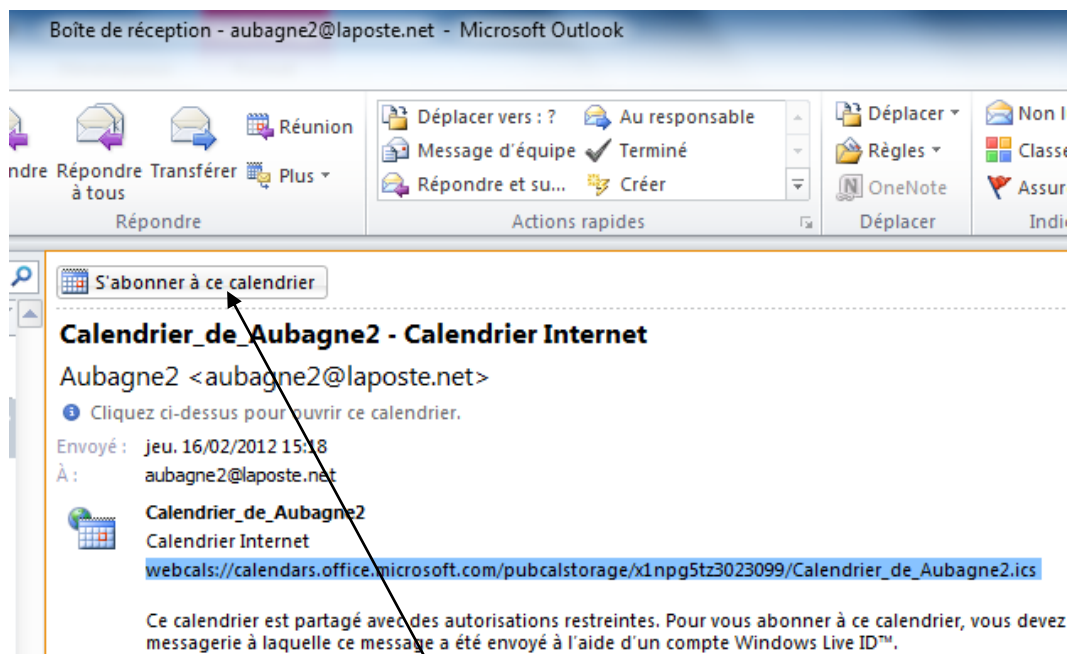 Boîte de réception - aubagne2@laposte.net - Microsoft Outlook
Réunion
Répondre à tous
Transférer
Plus
Répondre
Déplacer vers : ?
Au responsable
Message d'équipe
Terminé
Répondre et su...
Créer
Actions rapides
Déplacer
Règles
OneNote
Déplacer
Non l
Classe
Assur
Indi
S'abonner à ce calendrier
Calendrier_de_Aubagne2 - Calendrier Internet
Aubagne2 <aubagne2@laposte.net>
Cliquez ci-dessus pour ouvrir ce calendrier.
Envoyé : jeu. 16/02/2012 15:18
À : aubagne2@laposte.net
Calendrier_de_Aubagne2
Calendrier Internet
webcals://calendars.office.microsoft.com/pubcalstorage/x1npg5tz3023099/Calendrier_de_Aubagne2.ics
Ce calendrier est partagé avec des autorisations restreintes. Pour vous abonner à ce calendrier, vous devez
messagerie à laquelle ce message a été envoyé à l'aide d'un compte Windows Live ID™.